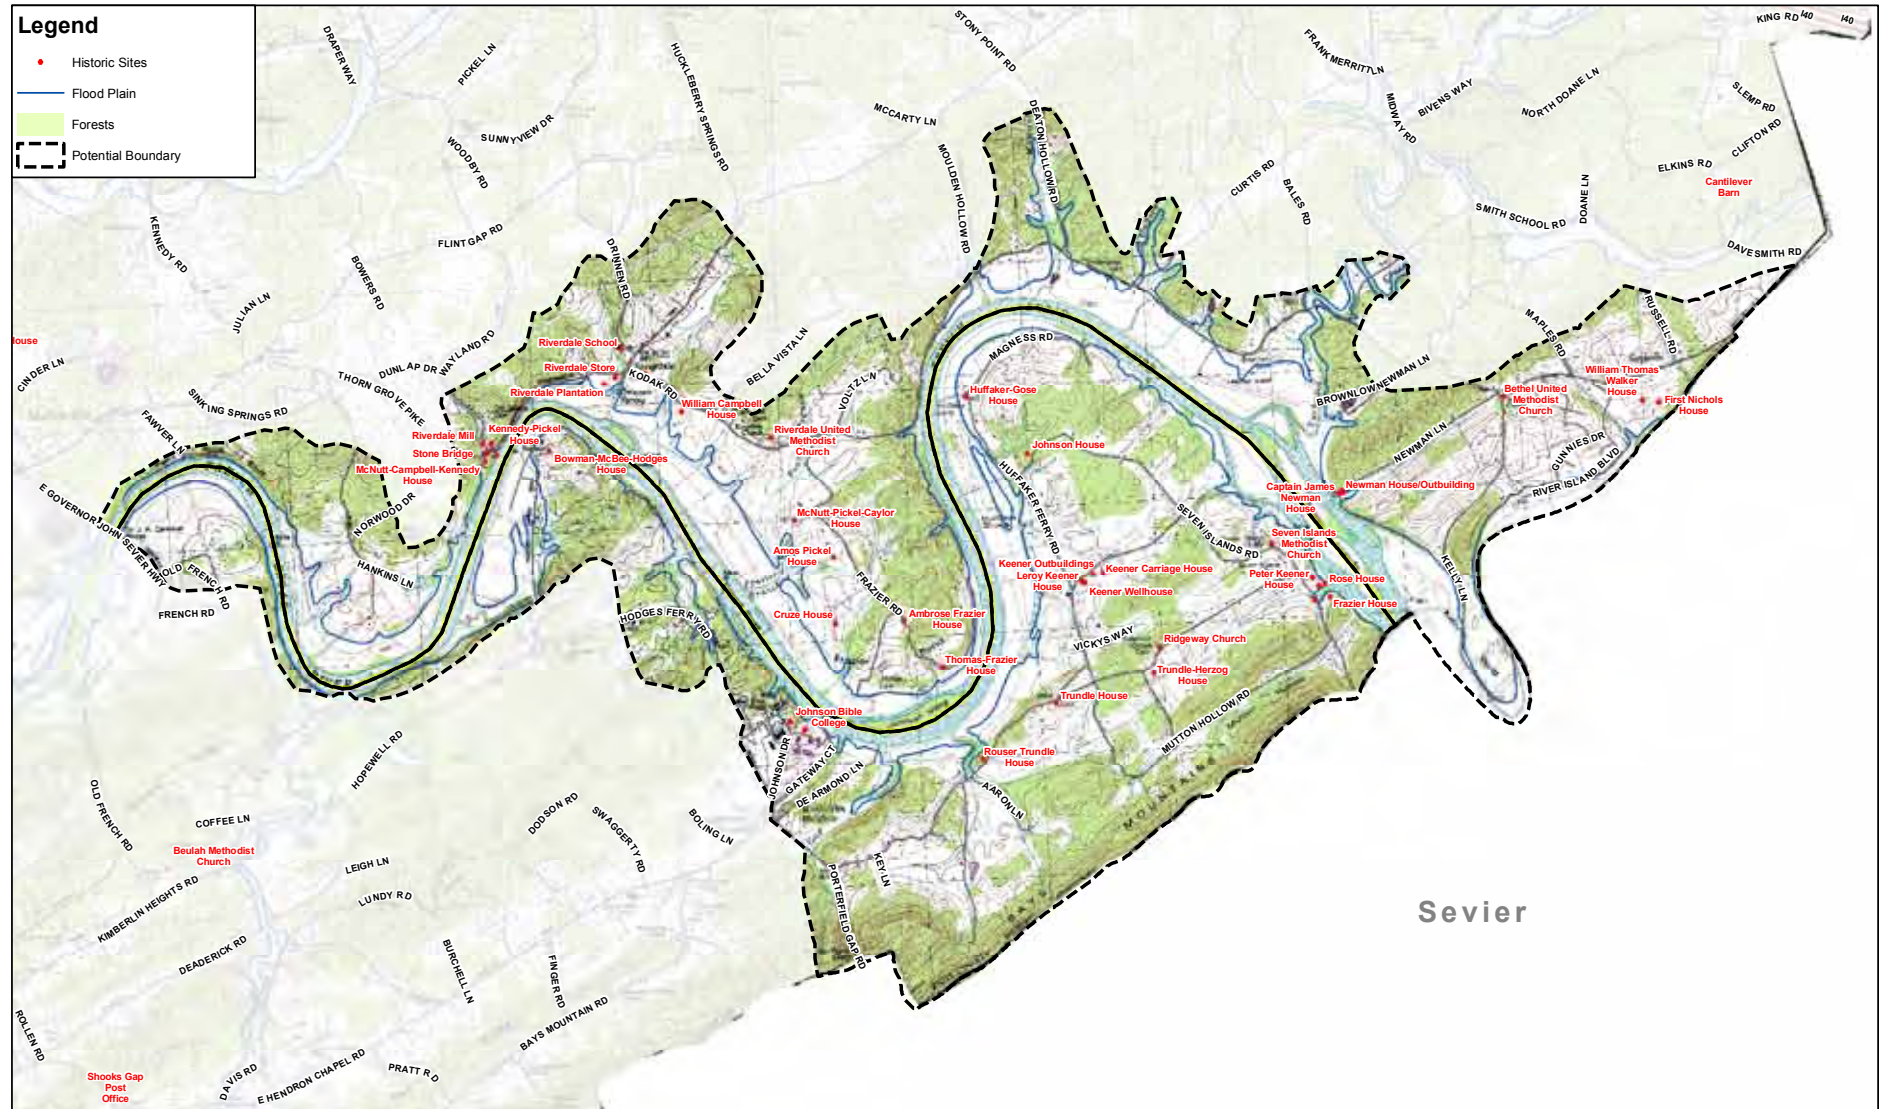 Legend
Historic Sites
Flood Plain
Forests
Potential Boundary
DRAPER WAY
PICKEL LN
HUCKLEBERRY SPRINGS RD
STONY POINT RD
FRANK MERRITT LN
KING RD
I40
I40
MCCARTY LN
DEATON HOLLOW RD
MIDWAY RD
BIVENS WAY
NORTH DOANE LN
SLEMP RD
CLIFTON RD
SUNNYVIEW DR
WOODBY RD
MOULDEN HOLLOW RD
CURTIS RD
BALES RD
ELKINS RD
Cantilever
Barn
DOANE LN
SMITH SCHOOL RD
DAVE SMITH RD
KENNEDY RD
FLINT GAP RD
BOWERS RD
DRINNEN RD
JULIAN LN
WAYLAND RD
DUNLAP DR
THORN GROVE PIKE
CINDER LN
SINKING SPRINGS RD
FAWVER LN
Riverdale School
Riverdale Store
Riverdale Plantation
KODAK RD
BELLA VISTA LN
VOLTZ LN
MAGNESS RD
William Campbell
House
Riverdale United
Methodist
Church
Huffaker-Gose
House
Johnson House
BROWNLOW NEWMAN LN
MAPLES RD
RUSSELL RD
William Thomas
Walker
House
First Nichols
House
Bethel United
Methodist
Church
NEWMAN LN
GUNNIES DR
RIVER ISLAND BLVD
Riverdale Mill
Stone Bridge
McNutt-Campbell-Kennedy
House
Kennedy-Pickel
House
Bowman-McBee-Hodges
House
E GOVERNOR JOHN SEVIER HWY
OLD FRENCH RD
FRENCH RD
NORWOOD DR
HANKINS LN
McNutt-Pickel-Caylor
House
Amos Pickel
House
FRAZIER RD
Cruze House
Ambrose Frazier
House
Thomas-Frazier
House
HODGES FERRY RD
HUFFAKER FERRY RD
SEVEN ISLANDS RD
Captain James
Newman
House
Newman House/Outbuilding
Seven Islands
Methodist
Church
Keener Outbuildings
Leroy Keener
House
Keener Carriage House
Keener Wellhouse
Peter Keener
House
Rose House
Frazier House
KELLY LN
VICKYS WAY
Ridgeway Church
Trundle-Herzog
House
Trundle House
MUTTON HOLLOW RD
Johnson Bible
College
JOHNSON DR
GATEWAY CT
DE ARMOND LN
Rouser Trundle
House
AARON LN
BAYS MOUNTAINS
KEY LN
PORTERFIELD GAP RD
HOPEWELL RD
OLD FRENCH RD
COFFEE LN
Beulah Methodist
Church
DODSON RD
SWAGGERTY RD
BOLING LN
LEIGH LN
LUNDY RD
KIMBERLIN HEIGHTS RD
DEADERICK RD
BURCHELL LN
FINGER RD
BAYS MOUNTAIN RD
ROLLEN RD
Shooks Gap
Post
Office
DAVIS RD
E HENDRON CHAPEL RD
PRATT RD
Sevier